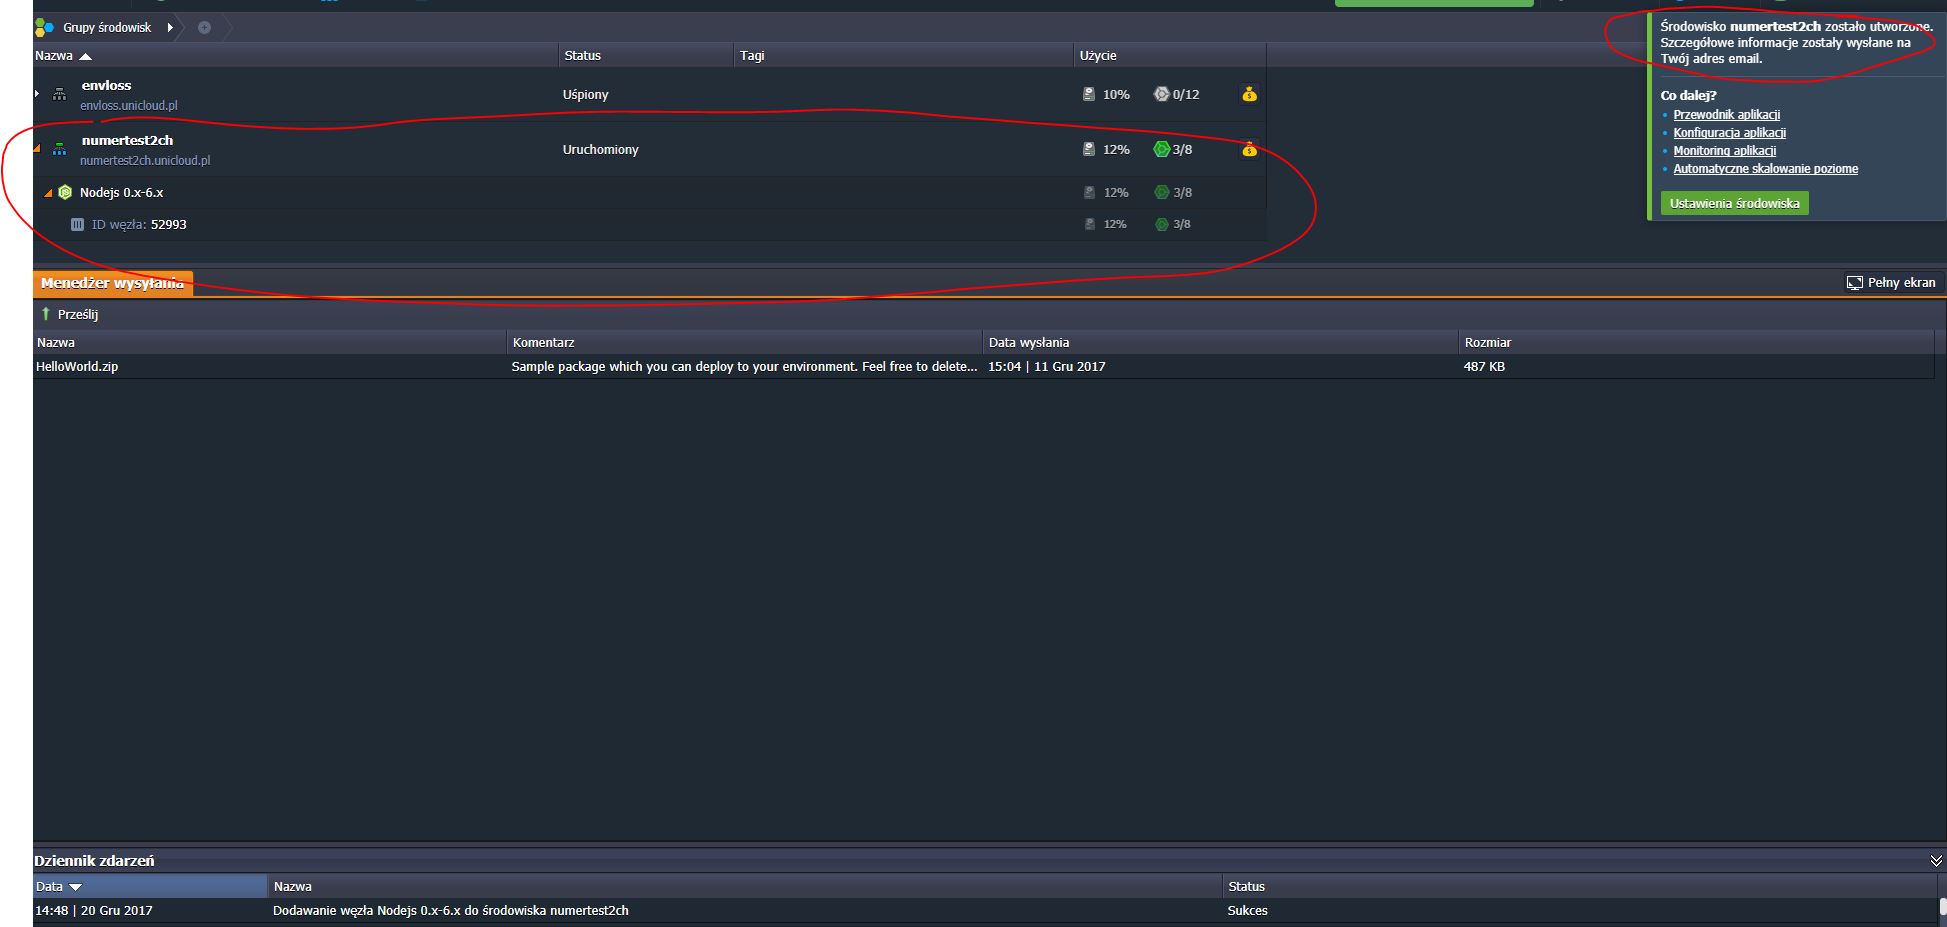 Grupy środowisk
Nazwa Status Tagi Użycie
envloss
envloss.unicloud.pl
Uśpiony 10% 0/12
numertest2ch
numertest2ch.unicloud.pl
Uruchomiony 12% 3/8
Nodejs 0.x-6.x 12% 3/8
ID węzła: 52993 12% 3/8
Środowisko numertest2ch zostało utworzone.
Szczegółowe informacje zostały wysłane na
Twój adres email.
Co dalej?
Przewodnik aplikacji
Konfiguracja aplikacji
Monitoring aplikacji
Automatyczne skalowanie poziome
Ustawienia środowiska
Menedżer wysyłania
Pełny ekran
Prześlij
Nazwa Komentarz Data wysłania Rozmiar
HelloWorld.zip Sample package which you can deploy to your environment. Feel free to delete... 15:04 | 11 Gru 2017 487 KB
Dziennik zdarzeń
Data Nazwa Status
14:48 | 20 Gru 2017 Dodawanie węzła Nodejs 0.x-6.x do środowiska numertest2ch Sukces